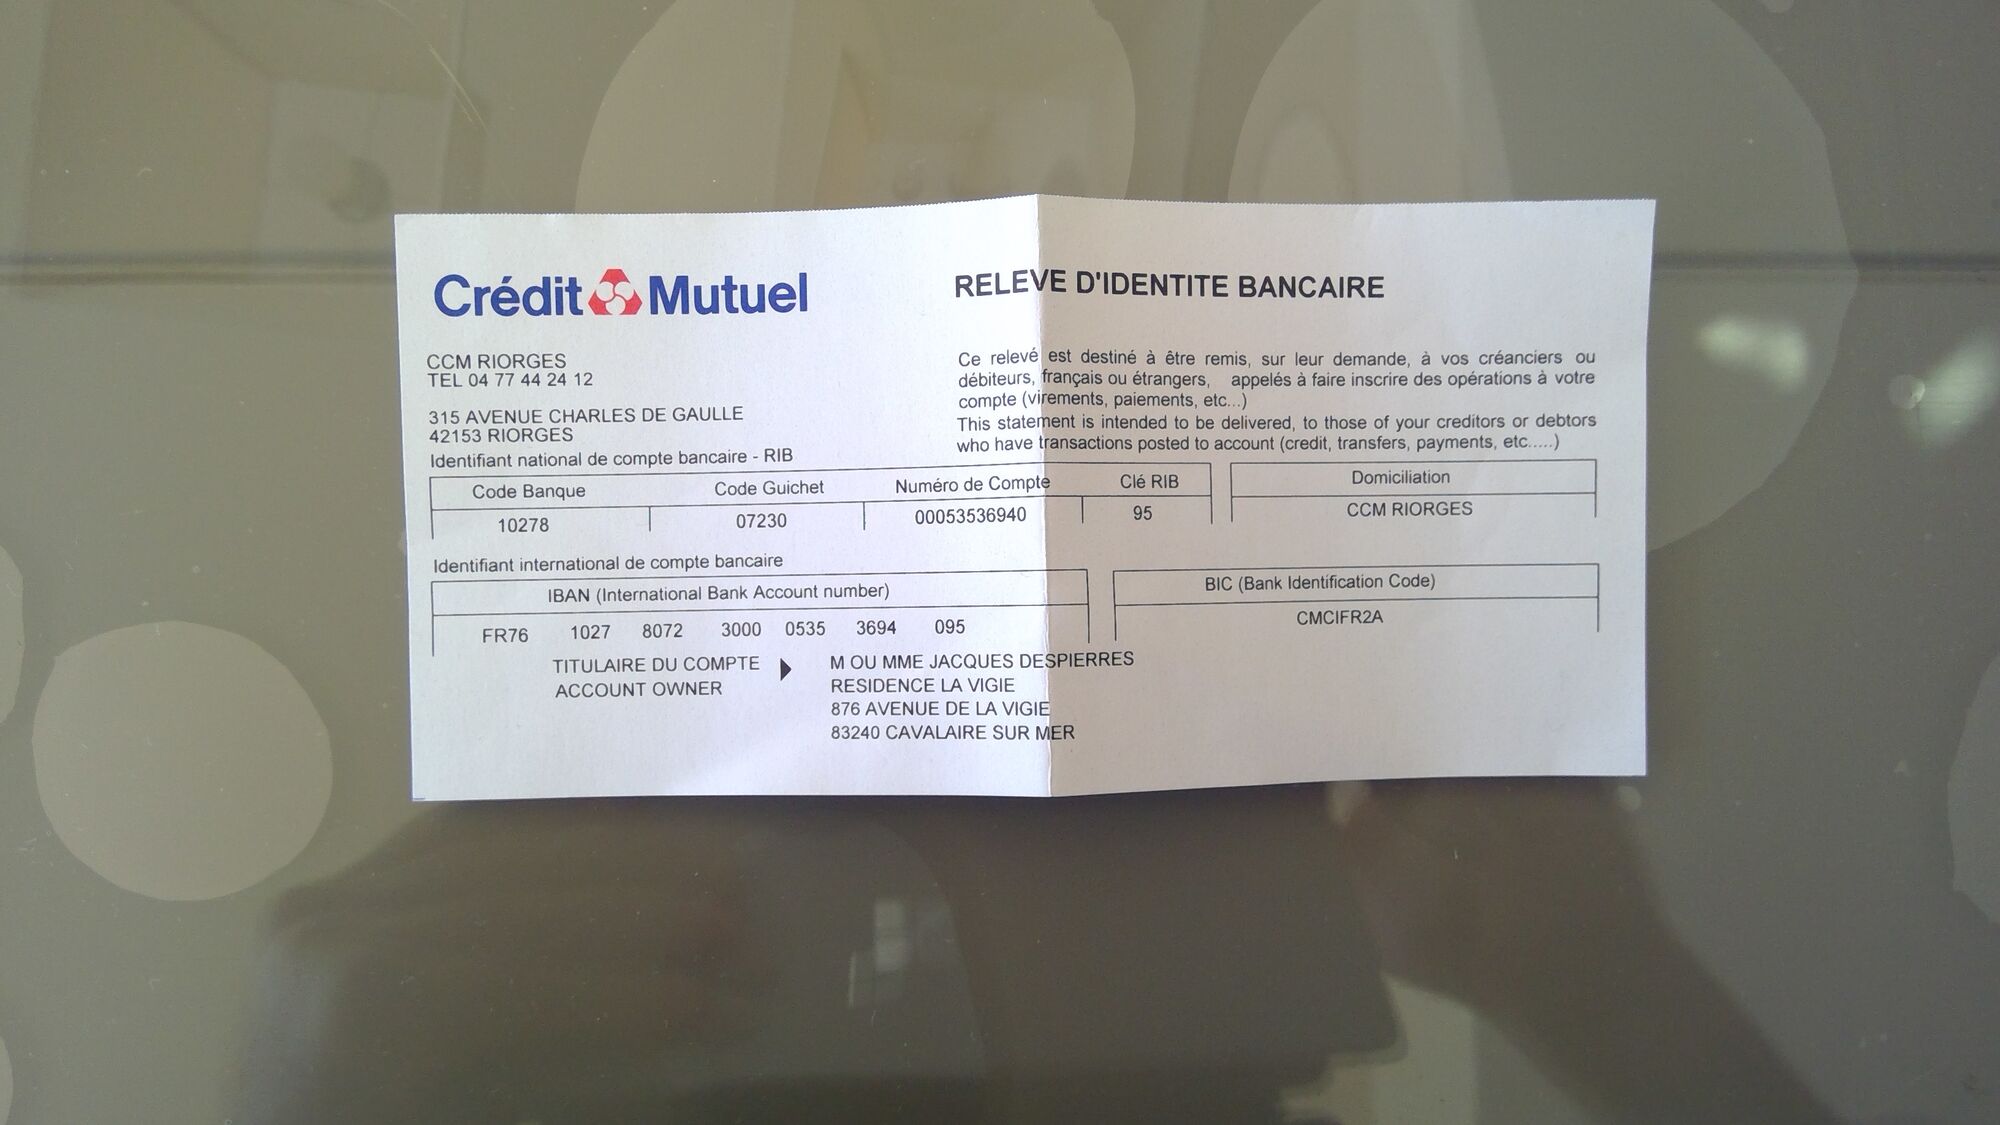 Crédit Mutuel
RELEVE D'IDENTITE BANCAIRE
CCM RIORGES
TEL 04 77 44 24 12
315 AVENUE CHARLES DE GAULLE
42153 RIORGES
Ce relevé est destiné à être remis, sur leur demande, à vos créanciers ou
débiteurs, français ou étrangers, appelés à faire inscrire des opérations à votre
compte (virements, paiements, etc...)
This statement is intended to be delivered, to those of your creditors or debtors
who have transactions posted to account (credit, transfers, payments, etc.....)
Identifiant national de compte bancaire - RIB
Code Banque Code Guichet Numéro de Compte Clé RIB Domiciliation
10278 07230 00053536940 95 CCM RIORGES
Identifiant international de compte bancaire
IBAN (International Bank Account number) BIC (Bank Identification Code)
FR76 1027 8072 3000 0535 3694 095 CMCIFR2A
TITULAIRE DU COMPTE M OU MME JACQUES DESPIERRES
ACCOUNT OWNER RESIDENCE LA VIGIE
876 AVENUE DE LA VIGIE
83240 CAVALAIRE SUR MER